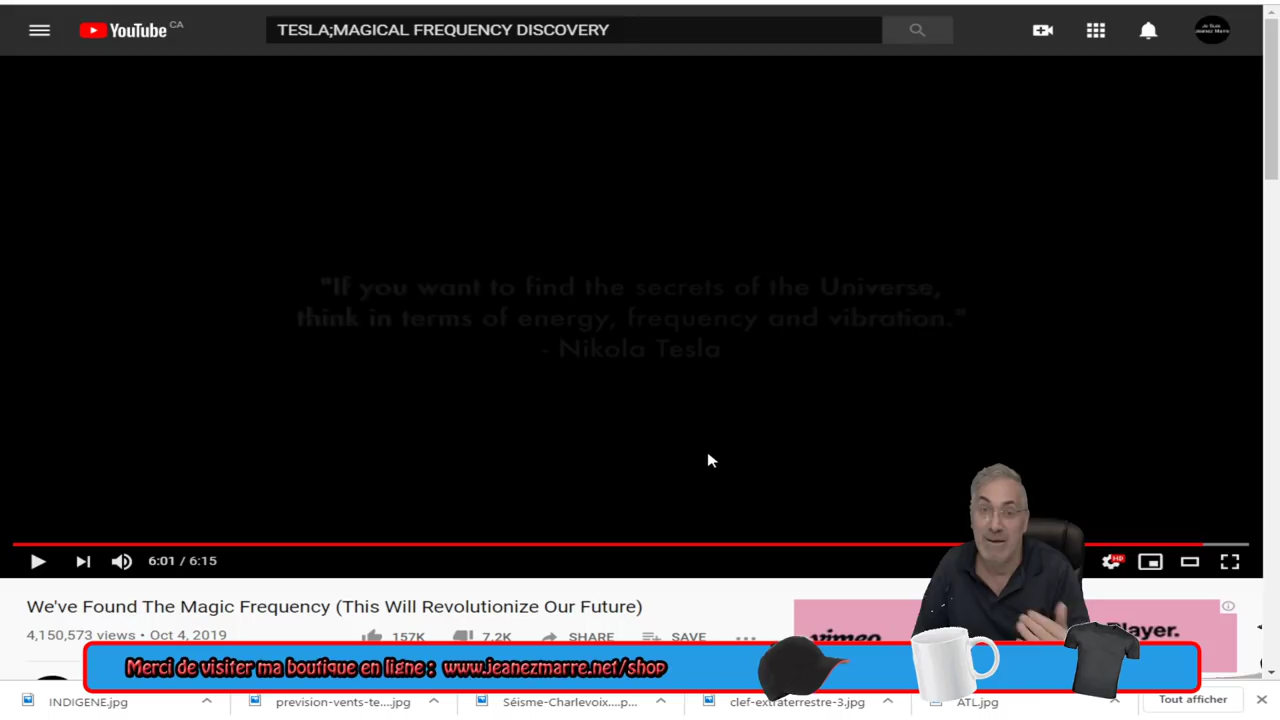 YouTube CA
TESLA;MAGICAL FREQUENCY DISCOVERY
"If you want to find the secrets of the Universe,
think in terms of energy, frequency and vibration."
- Nikola Tesla
6:01 / 6:15
HD
We've Found The Magic Frequency (This Will Revolutionize Our Future)
4,150,573 views • Oct 4, 2019
157K
7.2K
SHARE
SAVE
vimeo
Player.
Merci de visiter ma boutique en ligne : www.jeanezmarre.net/shop
INDIGENE.jpg
prevision-vents-te....jpg
Séisme-Charlevoix....p...
clef-extraterrestre-3.jpg
ATL.jpg
Tout afficher